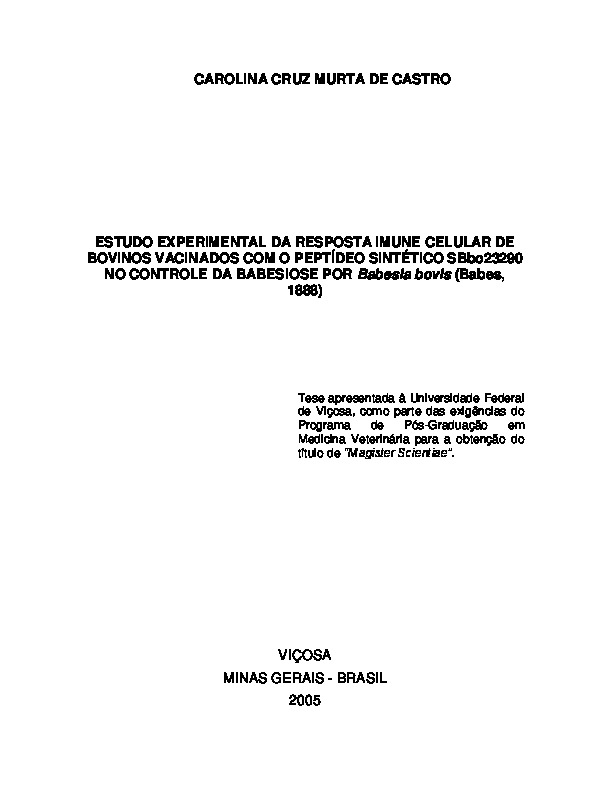 CAROLINA CRUZ MURTA DE CASTRO
ESTUDO EXPERIMENTAL DA RESPOSTA IMUNE CELULAR DE
BOVINOS VACINADOS COM O PEPTÍDEO SINTÉTICO SBbo23290
NO CONTROLE DA BABESIOSE POR Babesia bovis (Babes,
1888)
Tese apresentada à Universidade Federal
de Viçosa, como parte das exigências do
Programa de Pós-Graduação em
Medicina Veterinária para a obtenção do
título de "Magister Scientiae".
VIÇOSA
MINAS GERAIS - BRASIL
2005